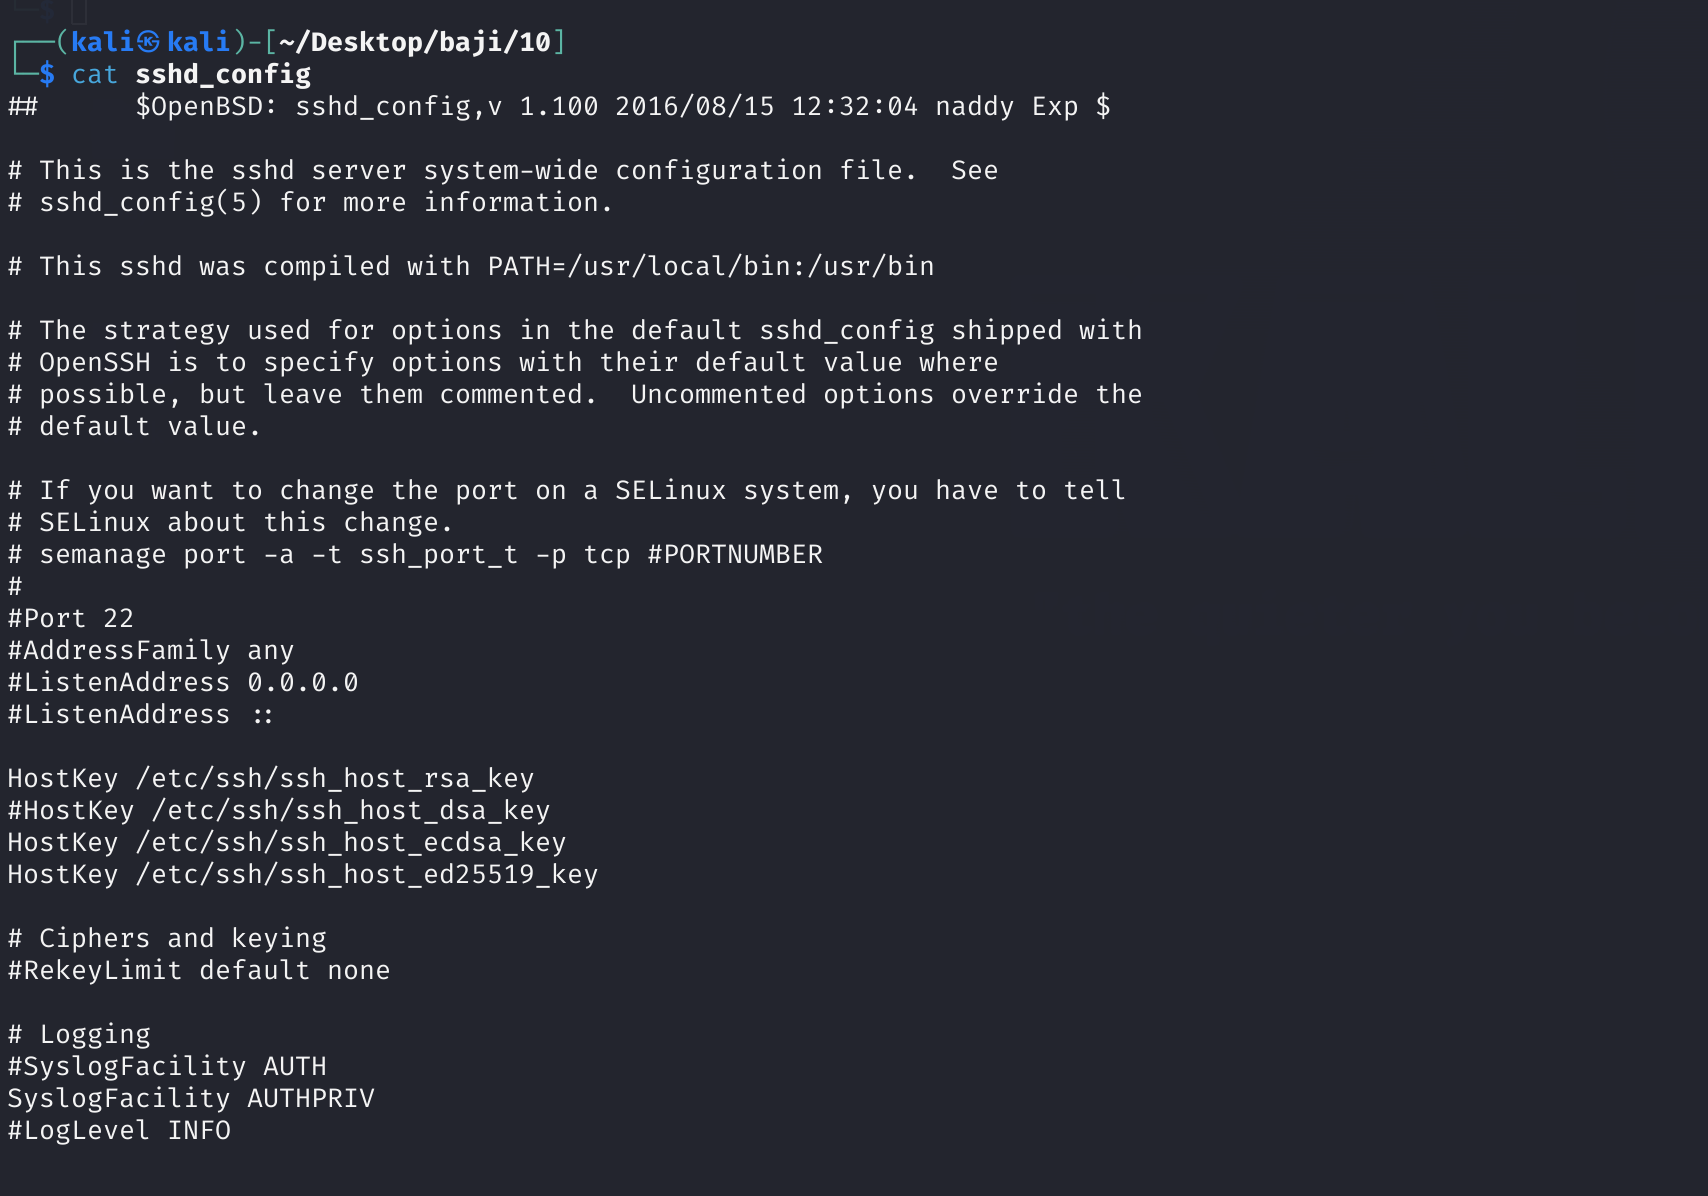 (kali㉿kali)-[~/Desktop/baji/10]
$ cat sshd_config
##      $OpenBSD: sshd_config,v 1.100 2016/08/15 12:32:04 naddy Exp $
# This is the sshd server system-wide configuration file.  See
# sshd_config(5) for more information.
# This sshd was compiled with PATH=/usr/local/bin:/usr/bin
# The strategy used for options in the default sshd_config shipped with
# OpenSSH is to specify options with their default value where
# possible, but leave them commented.  Uncommented options override the
# default value.
# If you want to change the port on a SELinux system, you have to tell
# SELinux about this change.
# semanage port -a -t ssh_port_t -p tcp #PORTNUMBER
#
#Port 22
#AddressFamily any
#ListenAddress 0.0.0.0
#ListenAddress ::
HostKey /etc/ssh/ssh_host_rsa_key
#HostKey /etc/ssh/ssh_host_dsa_key
HostKey /etc/ssh/ssh_host_ecdsa_key
HostKey /etc/ssh/ssh_host_ed25519_key
# Ciphers and keying
#RekeyLimit default none
# Logging
#SyslogFacility AUTH
SyslogFacility AUTHPRIV
#LogLevel INFO
"the quieter you